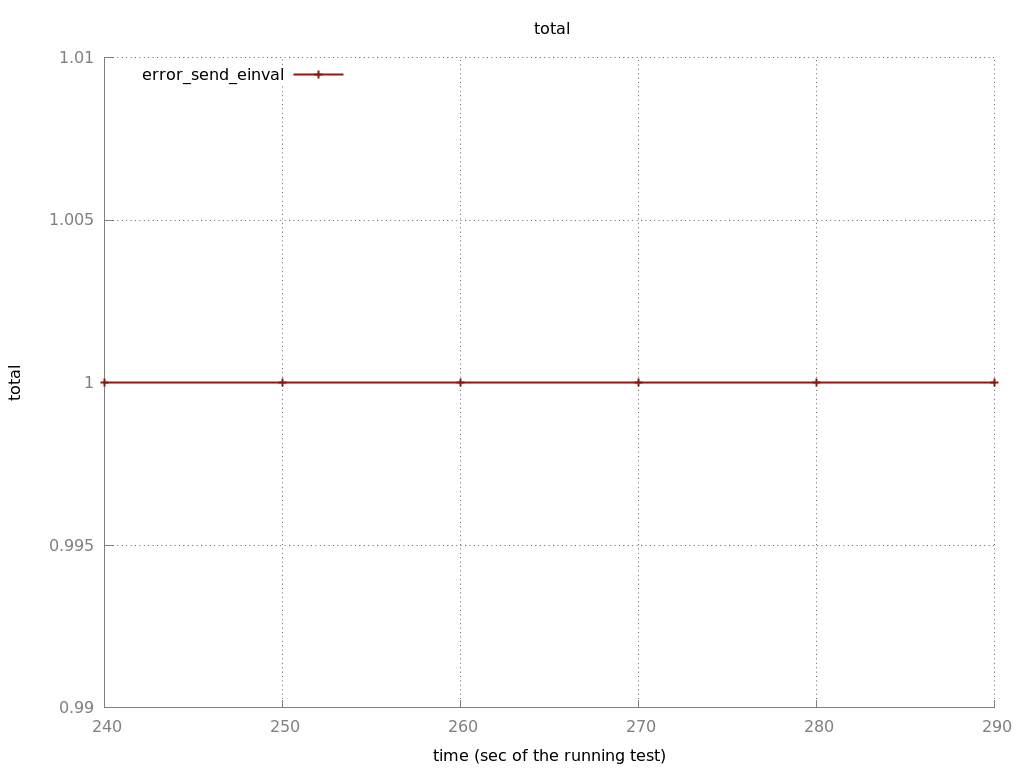 total
1.01
error_send_einval
1.005
total
1
0.995
0.99
240 250 260 270 280 290
time (sec of the running test)